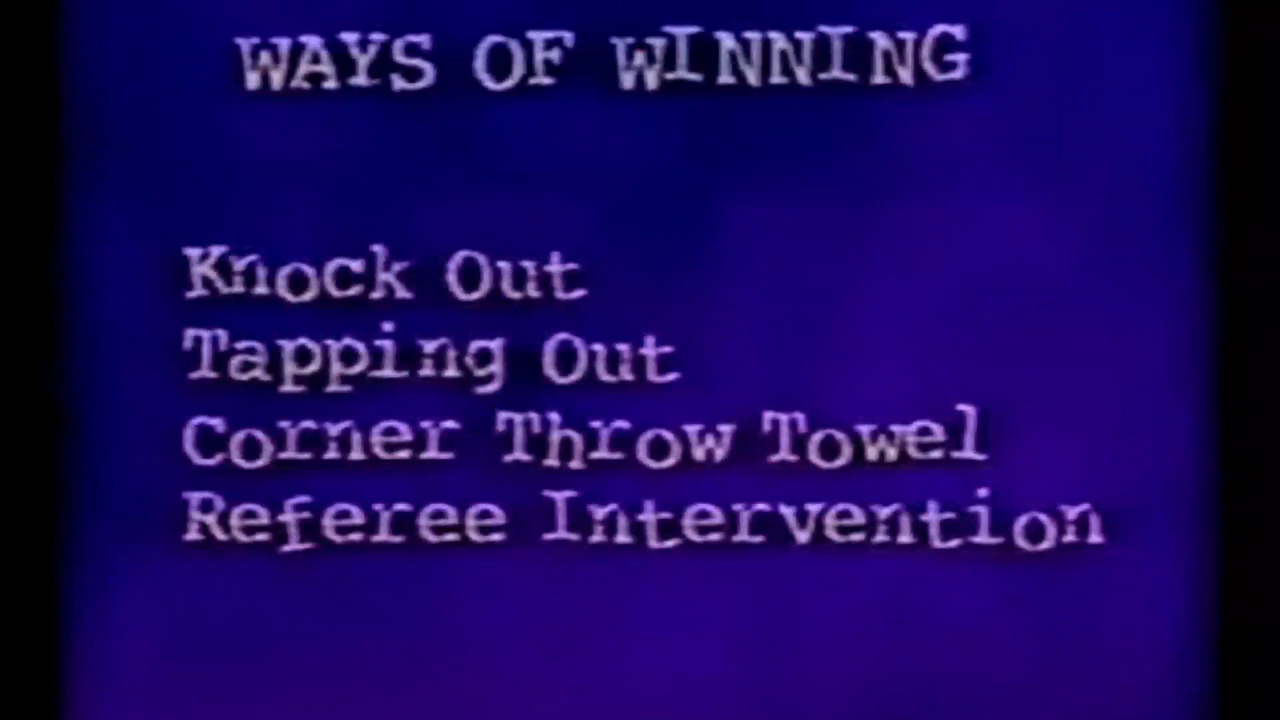 WAYS OF WINNING
Knock Out
Tapping Out
Corner Throw Towel
Referee Intervention